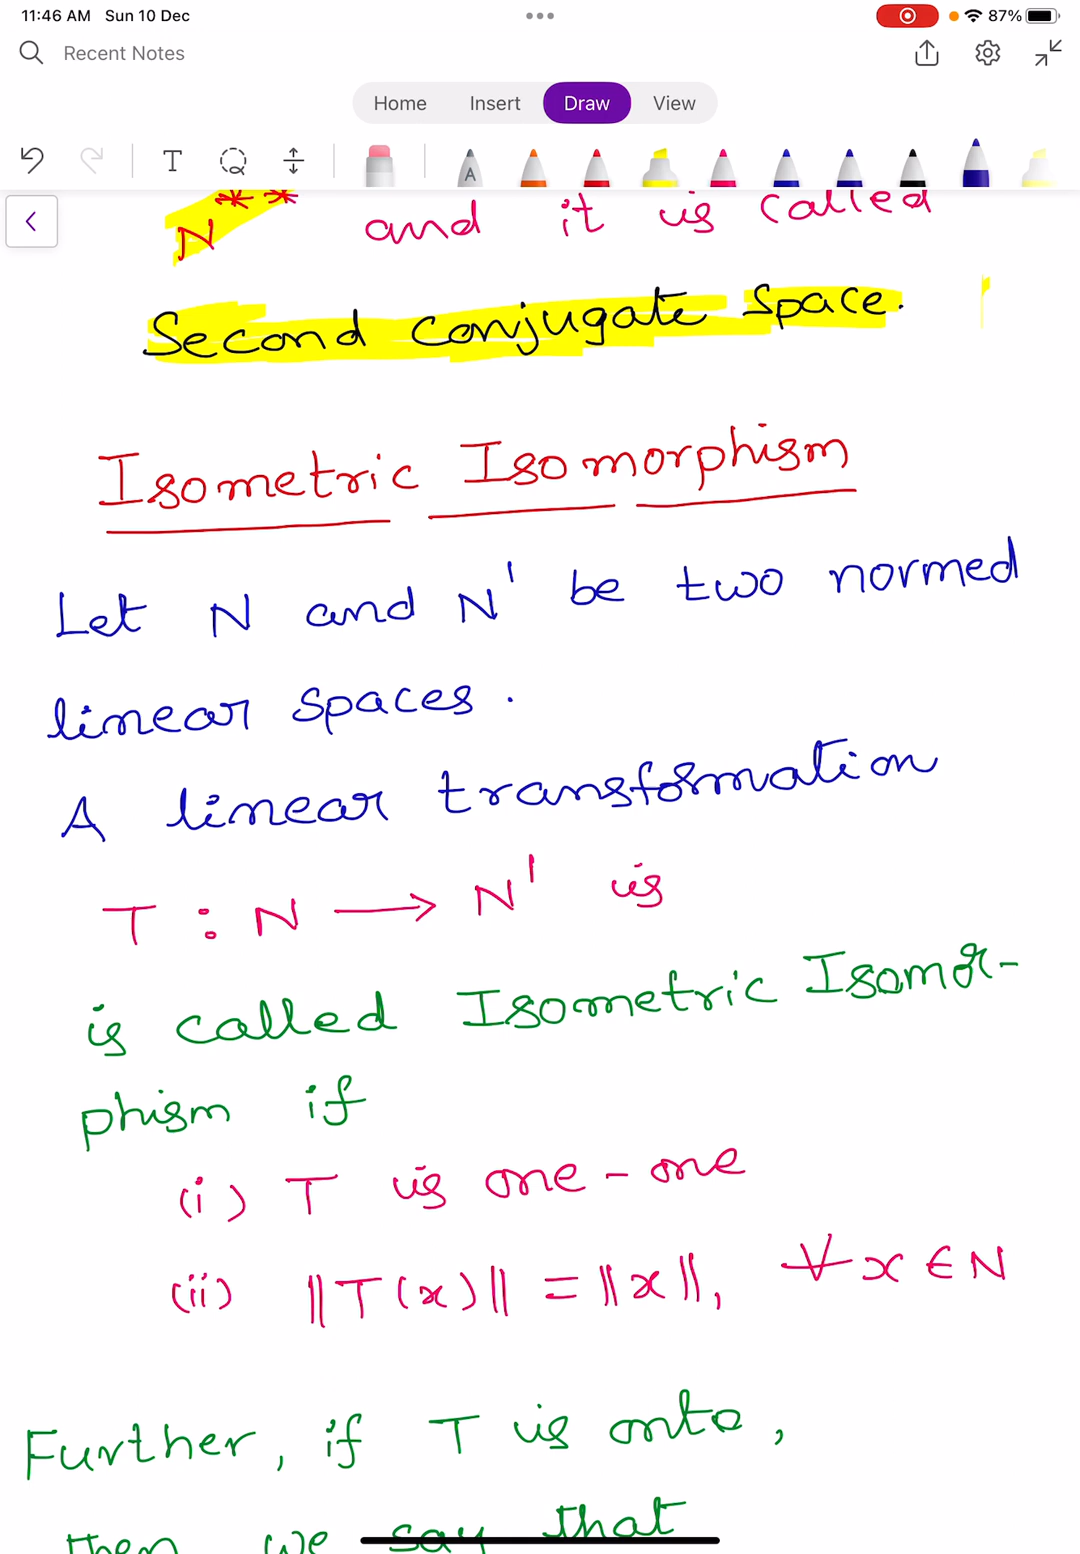 11:46 AM Sun 10 Dec
87%
Recent Notes
Home Insert Draw View
T
A
N** and it is called
Second conjugate Space.
Isometric Isomorphism
Let N and N' be two normed
linear spaces.
A linear transformation
T : N → N' is
is called Isometric Isomor-
phism if
(i) T is one-one
(ii) ||T(x)|| = ||x||, ∀ x ∈ N
Further, if T is onto,
then we say that